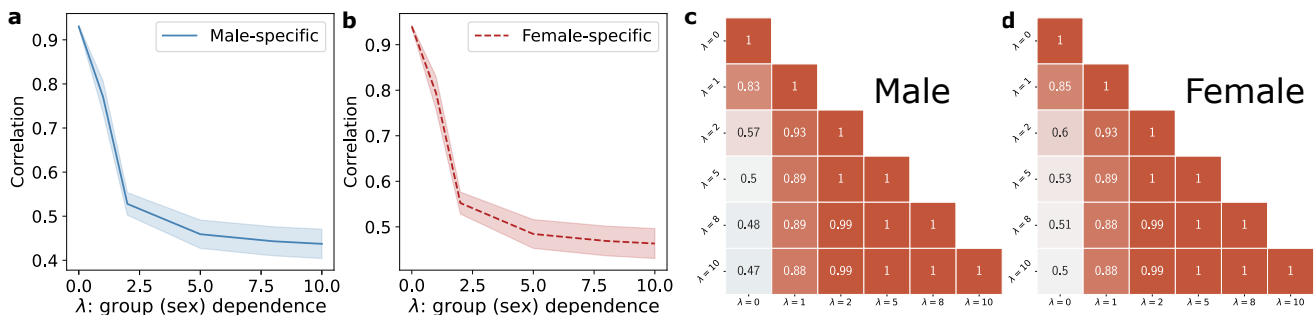 a
0.9
0.8
0.7
0.6
0.5
0.4
Correlation
Male-specific
0.0 2.5 5.0 7.5 10.0
λ: group (sex) dependence
b
0.9
0.8
0.7
0.6
0.5
Correlation
Female-specific
0.0 2.5 5.0 7.5 10.0
λ: group (sex) dependence
c
Male
λ = 0 1
λ = 1 0.83 1
λ = 2 0.57 0.93 1
λ = 5 0.5 0.89 1 1
λ = 8 0.48 0.89 0.99 1 1
λ = 10 0.47 0.88 0.99 1 1 1
λ = 0 λ = 1 λ = 2 λ = 5 λ = 8 λ = 10
d
Female
λ = 0 1
λ = 1 0.85 1
λ = 2 0.6 0.93 1
λ = 5 0.53 0.89 1 1
λ = 8 0.51 0.88 0.99 1 1
λ = 10 0.5 0.88 0.99 1 1 1
λ = 0 λ = 1 λ = 2 λ = 5 λ = 8 λ = 10